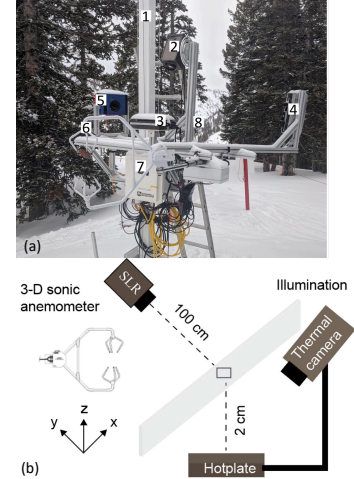 1
2
3
4
5
6
7
8
(a)
SLR
100 cm
3-D sonic
anemometer
Illumination
Thermal
camera
z
y
x
2 cm
Hotplate
(b)